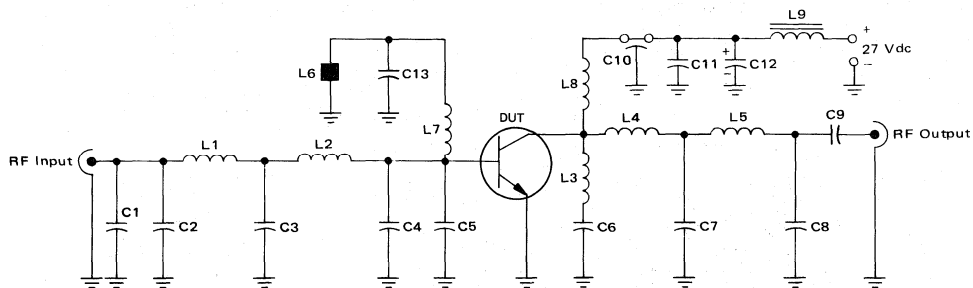 L9
+
27 Vdc
–
C10
C11
+
–
C12
L6
C13
L8
L7
DUT
L4
L5
C9
RF Output
RF Input
L1
L2
L3
C1
C2
C3
C4
C5
C6
C7
C8